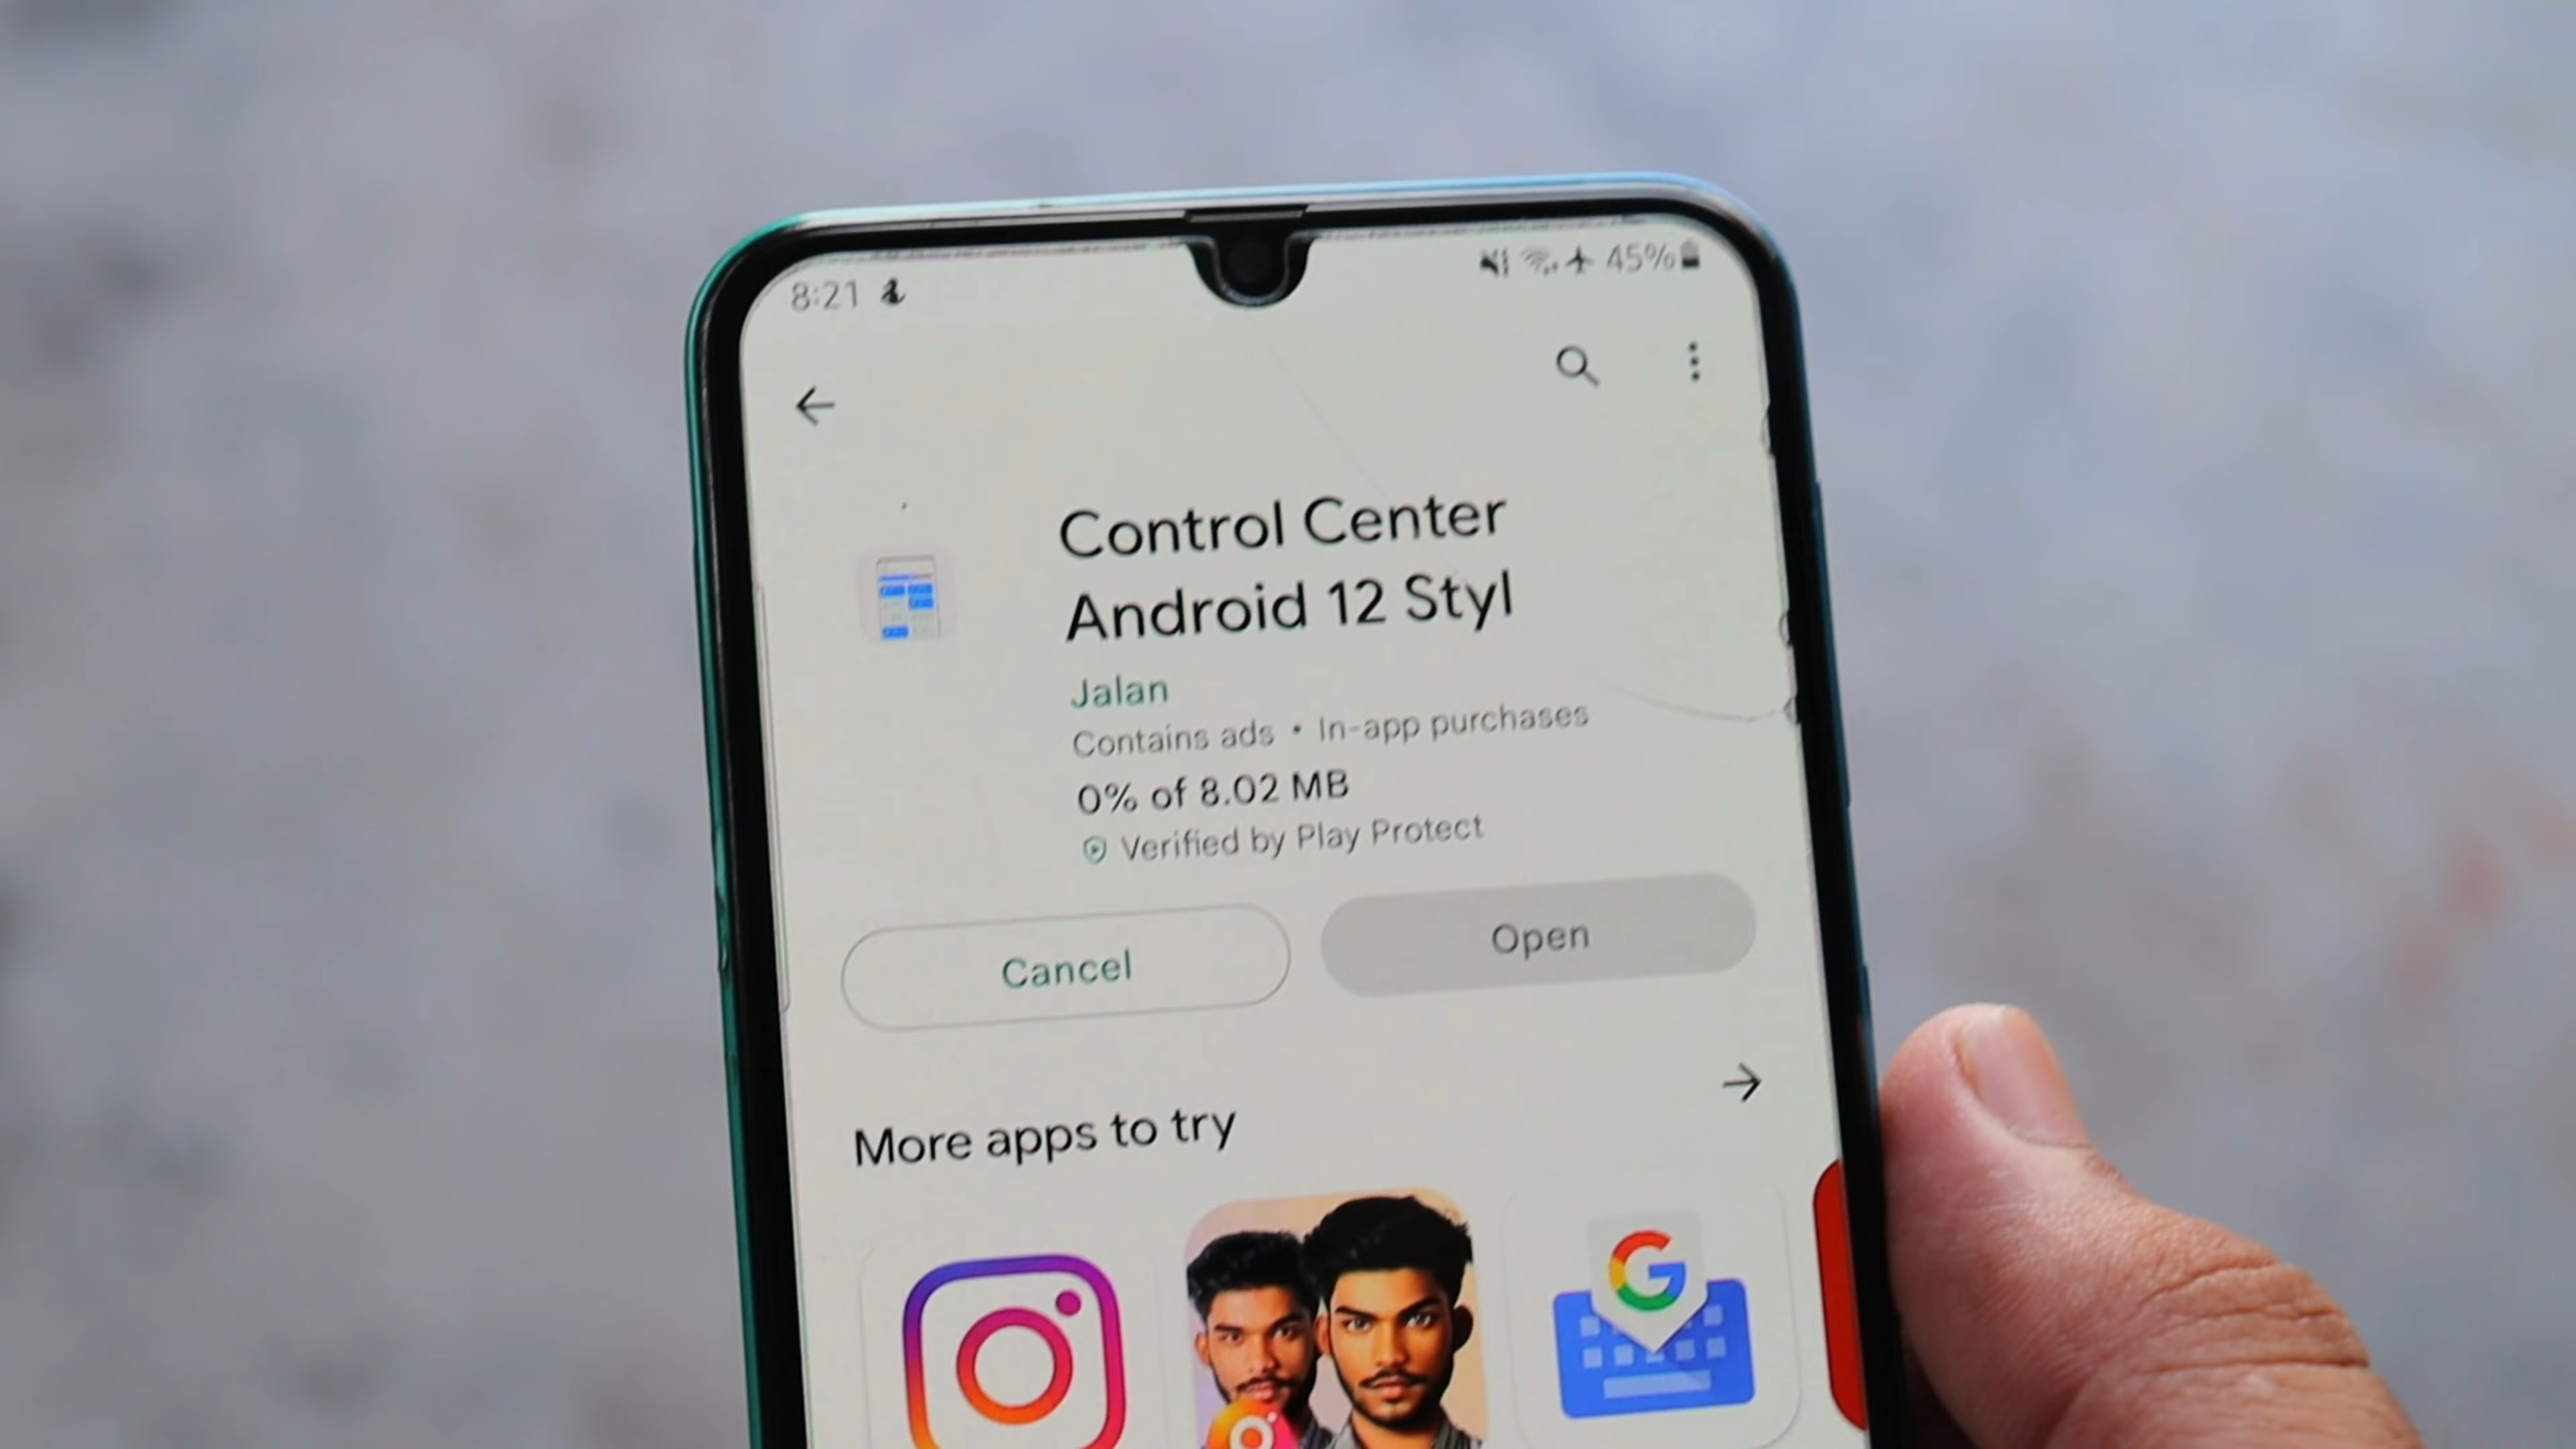 8:21 45%
Control Center
Android 12 Styl
Jalan
Contains ads • In-app purchases
0% of 8.02 MB
Verified by Play Protect
Cancel Open
More apps to try
G